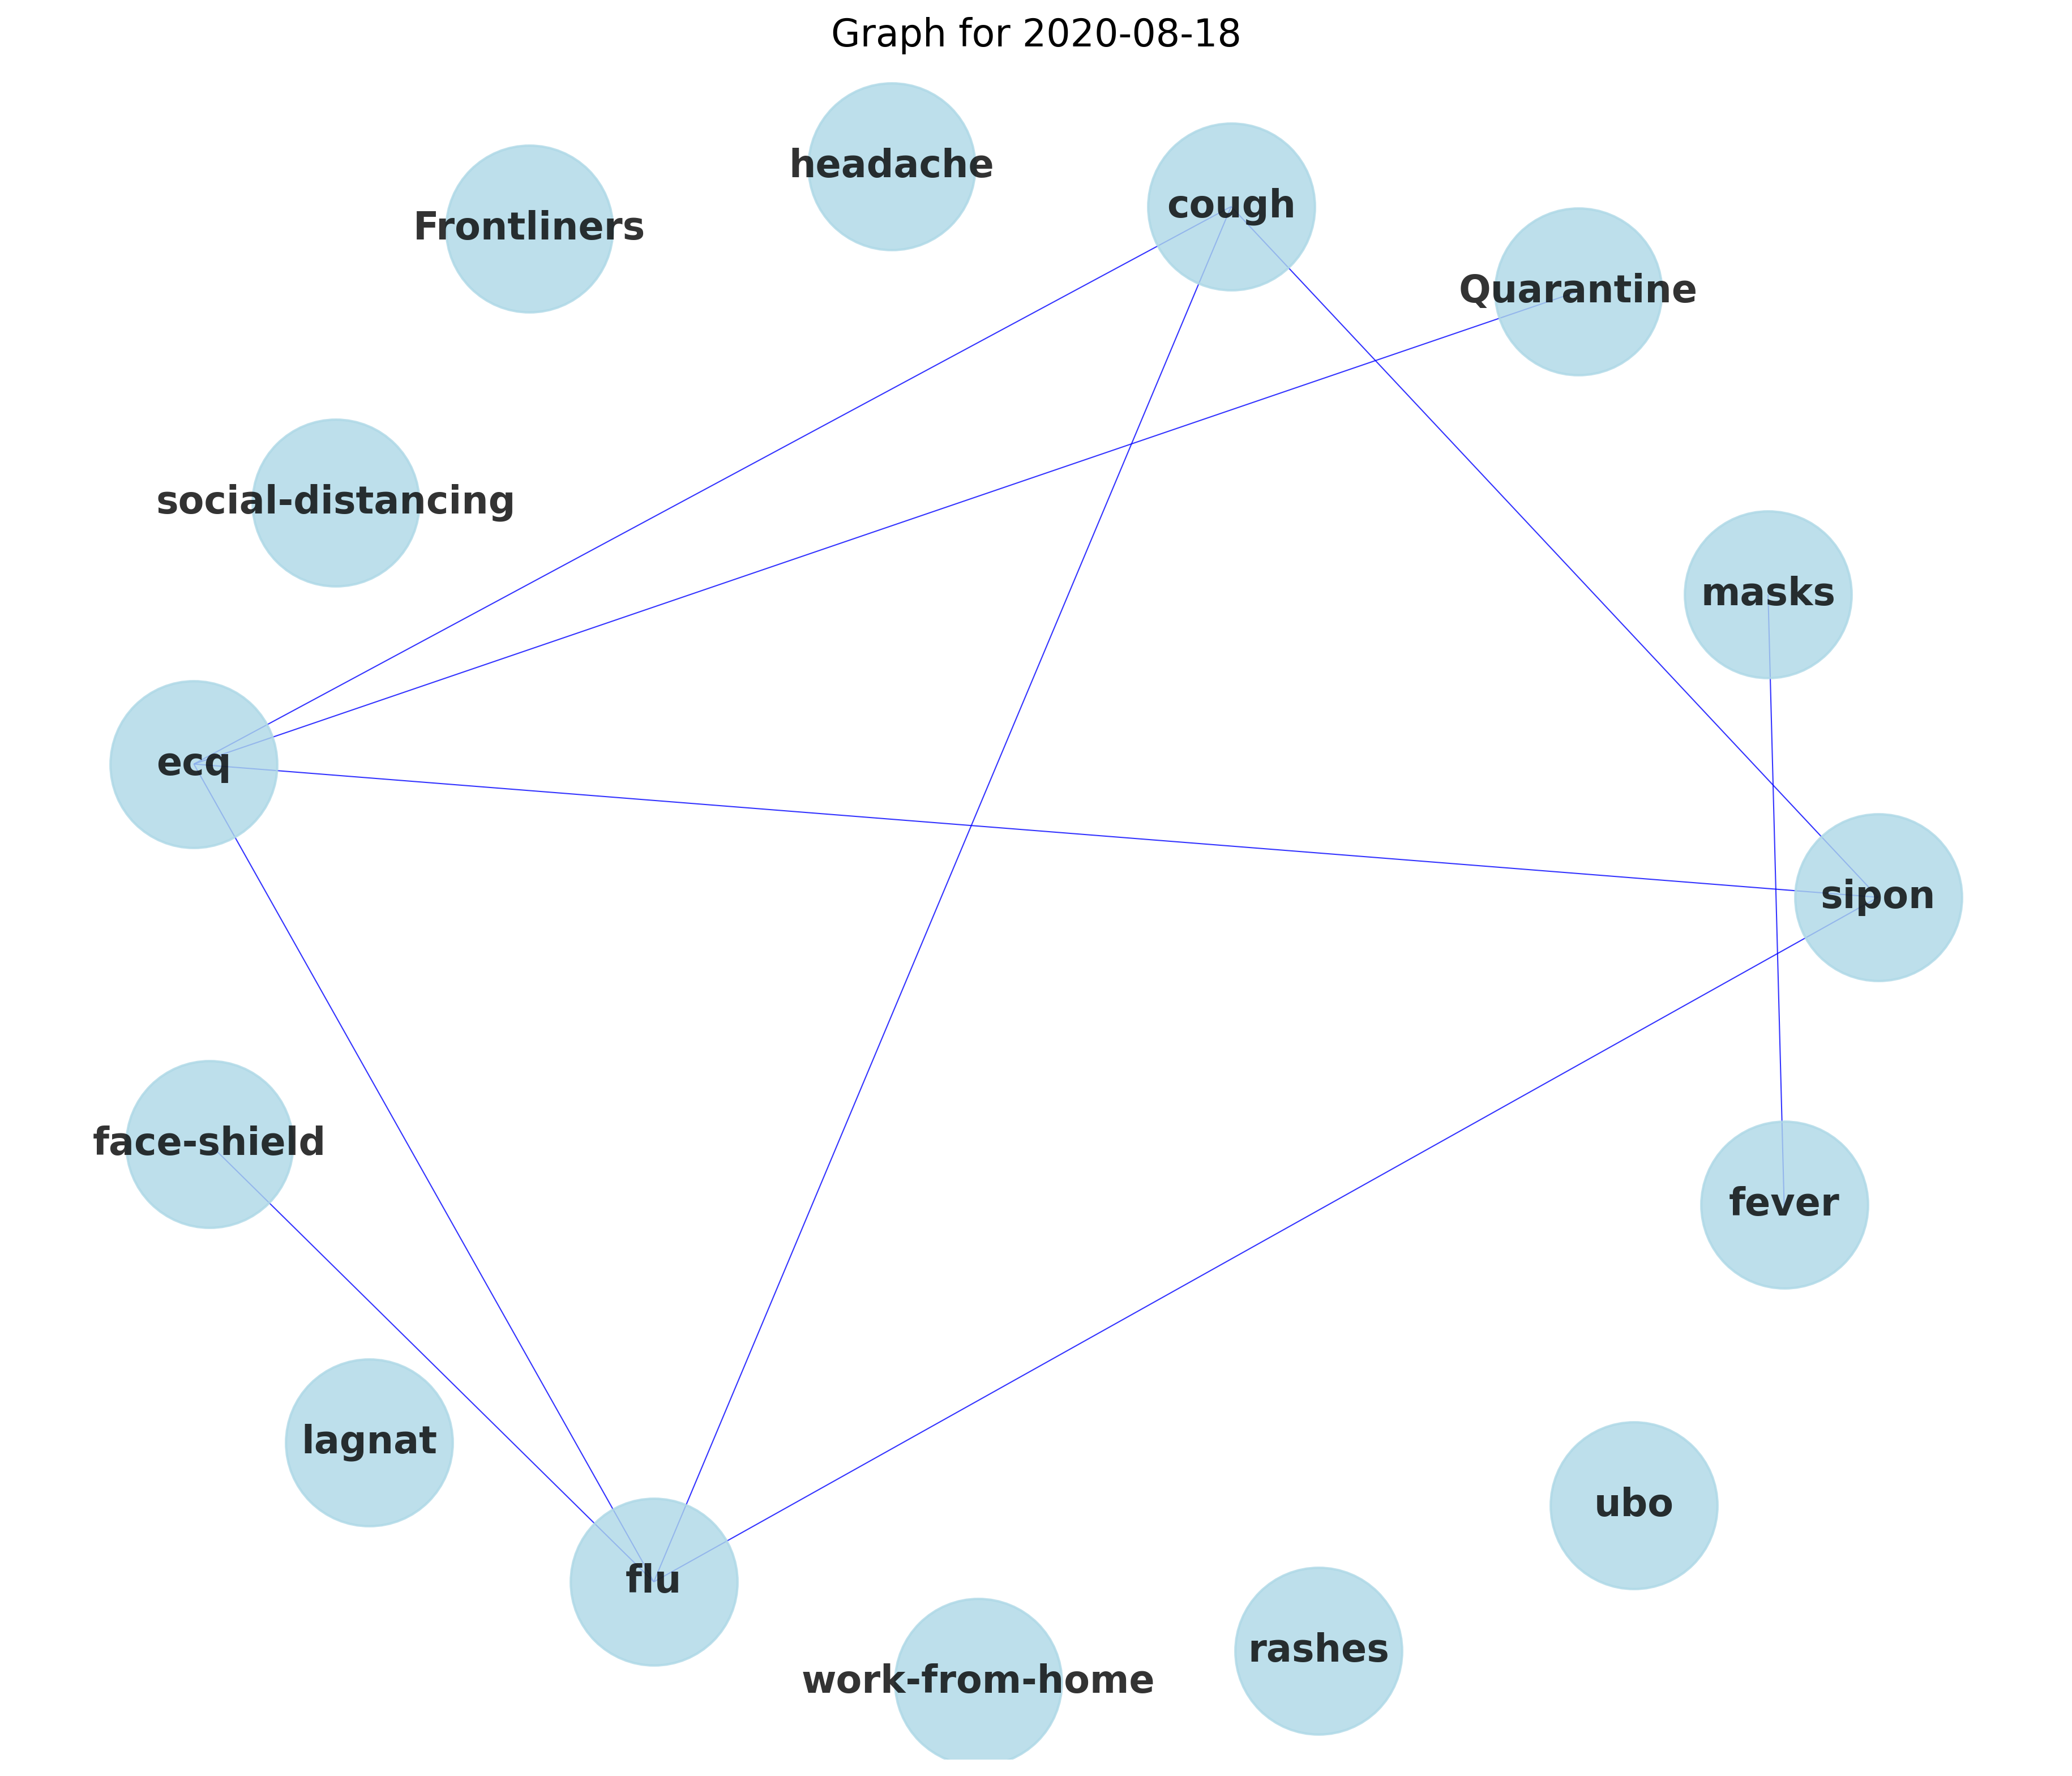 Graph for 2020-08-18
headache
cough
Frontliners
Quarantine
social-distancing
masks
ecq
sipon
face-shield
fever
lagnat
ubo
flu
rashes
work-from-home